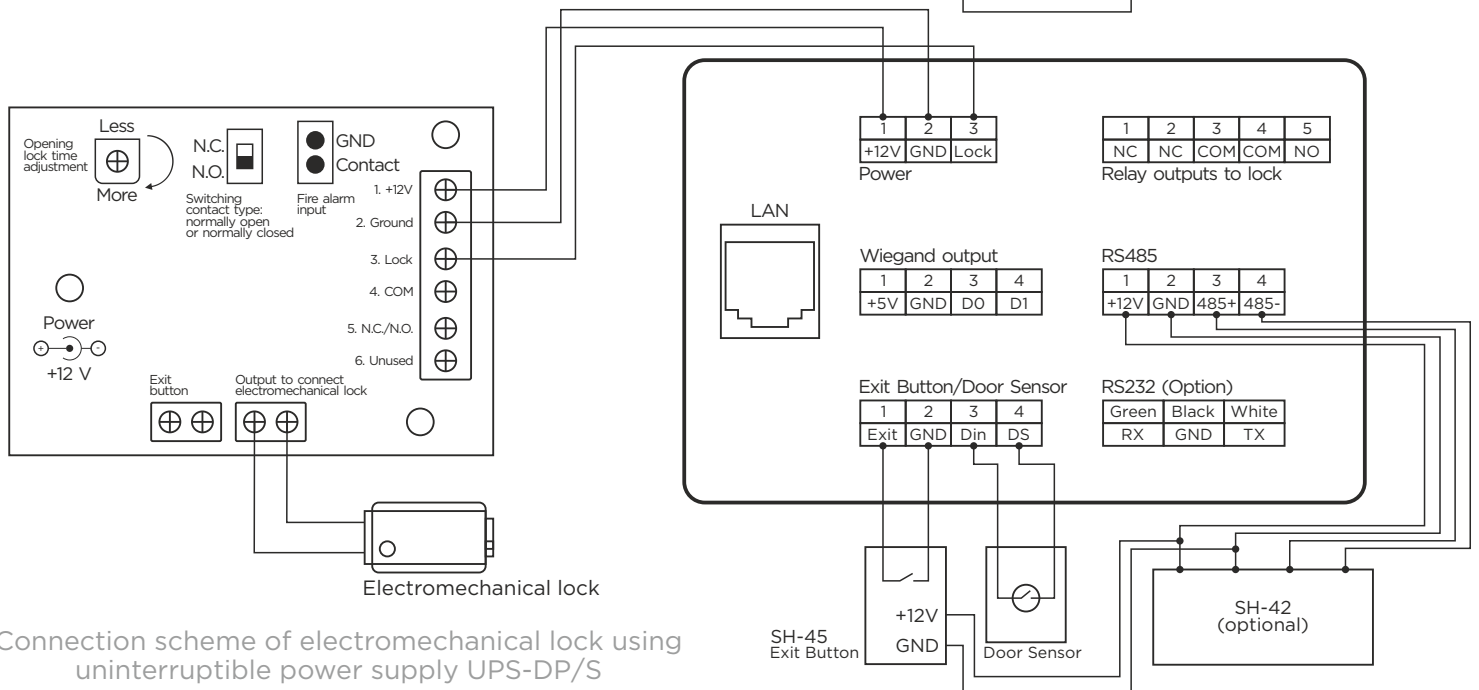 Less
Opening
lock time
adjustment
More
N.C.
N.O.
Switching
contact type:
normally open
or normally closed
GND
Contact
Fire alarm
input
1. +12V
2. Ground
3. Lock
4. COM
5. N.C./N.O.
6. Unused
Power
+ -
+12 V
Exit
button
Output to connect
electromechanical lock
Electromechanical lock
Connection scheme of electromechanical lock using
uninterruptible power supply UPS-DP/S
LAN
1 2 3
+12V GND Lock
Power
1 2 3 4 5
NC NC COM COM NO
Relay outputs to lock
Wiegand output
1 2 3 4
+5V GND D0 D1
RS485
1 2 3 4
+12V GND 485+ 485-
Exit Button/Door Sensor
1 2 3 4
Exit GND Din DS
RS232 (Option)
Green Black White
RX GND TX
+12V
GND
SH-45
Exit Button
Door Sensor
SH-42
(optional)